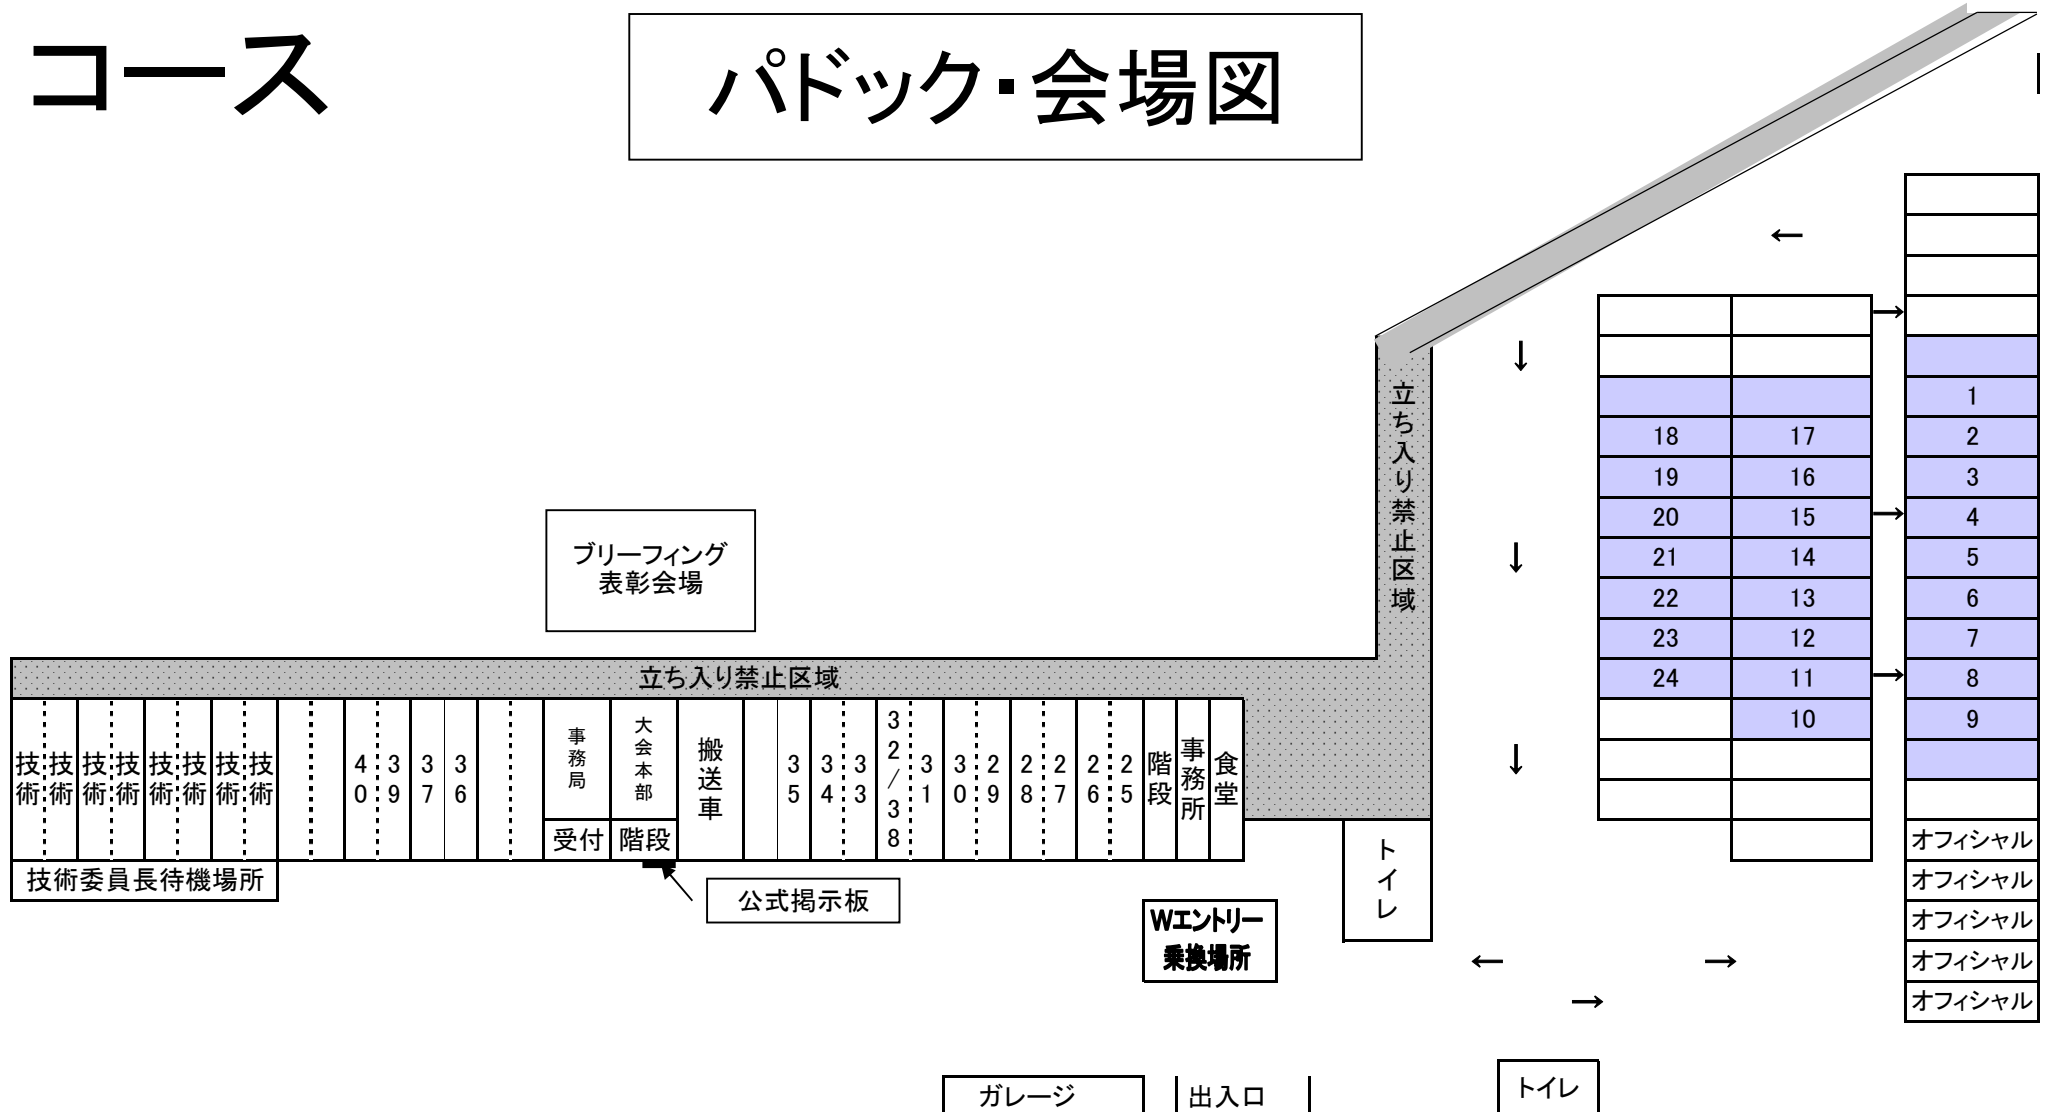 コース
パドック・会場図
←
→
↓
立ち入り禁止区域
1
18 17 2
19 16 3
20 15 → 4
21 14 5
22 13 6
23 12 7
24 11 → 8
10 9
↓
↓
ブリーフィング
表彰会場
立ち入り禁止区域
技術 技術 技術 技術 技術 技術 技術 技術
40 39 37 36
事務局
受付
大会本部
階段
搬送車
35 34 33 32/38 31 30 29 28 27 26 25
階段
事務所
食堂
技術委員長待機場所
公式掲示板
トイレ
Wエントリー
乗換場所
← →
→
オフィシャル
オフィシャル
オフィシャル
オフィシャル
オフィシャル
ガレージ
出入口
トイレ